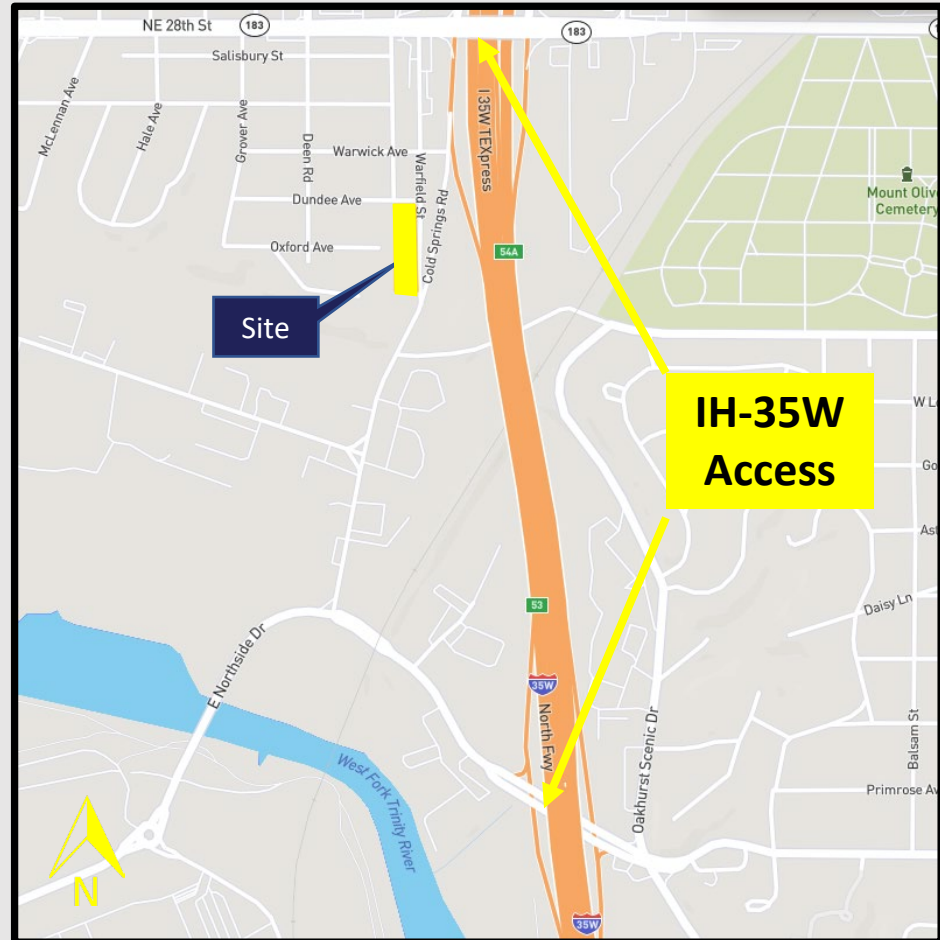 NE 28th St
183
183
Salisbury St
McLennan Ave
Hale Ave
Grover Ave
Deen Rd
Warwick Ave
Warfield St
Dundee Ave
Oxford Ave
Cold Springs Rd
I 35W TEXpress
54A
Mount Olive
Cemetery
Site
IH-35W
Access
W L
Go
Ast
53
Daisy Ln
E Northside Dr
35W
North Fwy
Oakhurst Scenic Dr
Balsam St
West Fork Trinity River
Primrose Av
N
35W